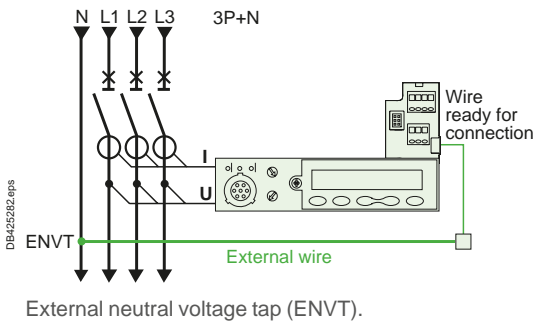 N L1 L2 L3 3P+N
Wire
ready for
connection
I
U
DB425282.eps
ENVT
External wire
External neutral voltage tap (ENVT).